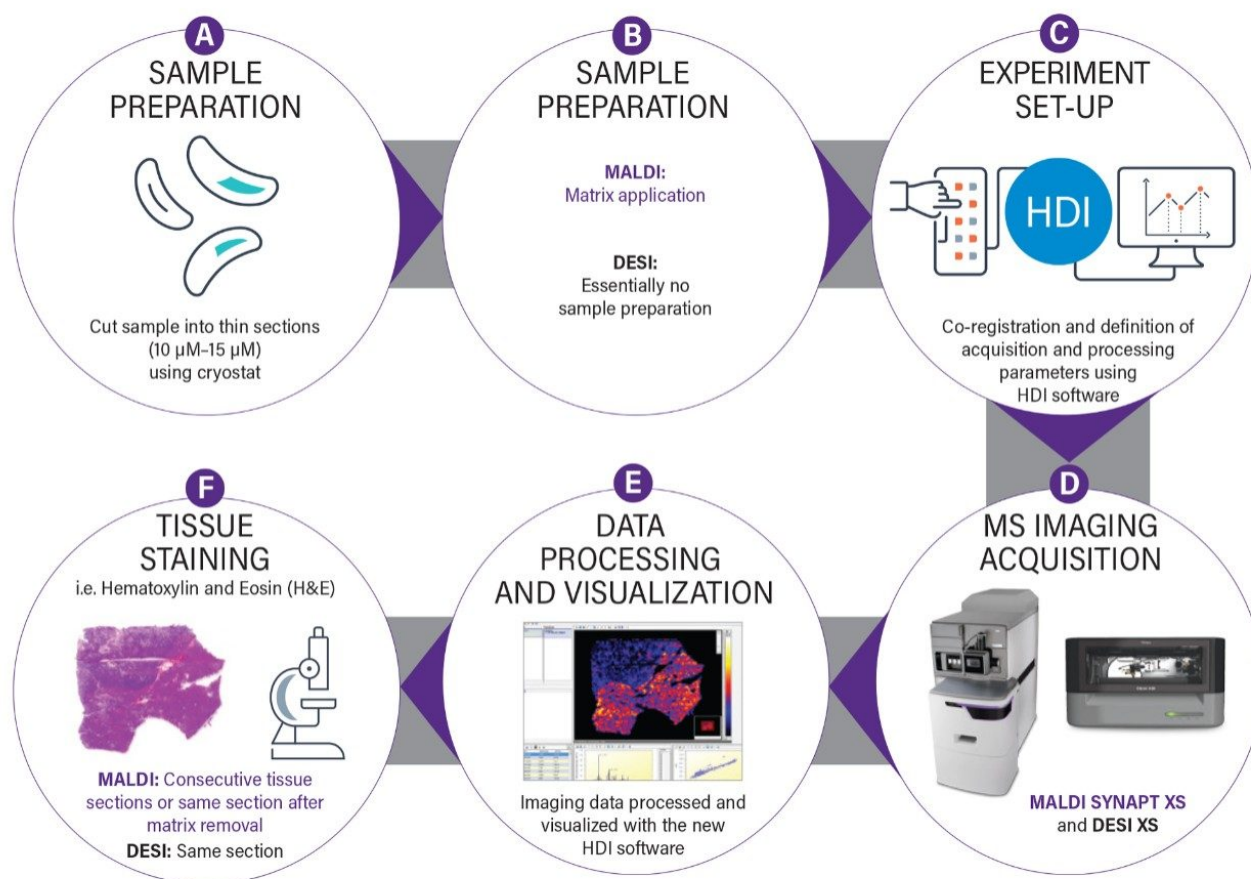 A
SAMPLE
PREPARATION
Cut sample into thin sections
(10 µM–15 µM)
using cryostat
B
SAMPLE
PREPARATION
MALDI:
Matrix application
DESI:
Essentially no
sample preparation
C
EXPERIMENT
SET-UP
HDI
Co-registration and definition of
acquisition and processing
parameters using
HDI software
D
MS IMAGING
ACQUISITION
MALDI SYNAPT XS
and DESI XS
E
DATA
PROCESSING
AND VISUALIZATION
Imaging data processed and
visualized with the new
HDI software
F
TISSUE
STAINING
i.e. Hematoxylin and Eosin (H&E)
MALDI: Consecutive tissue
sections or same section after
matrix removal
DESI: Same section